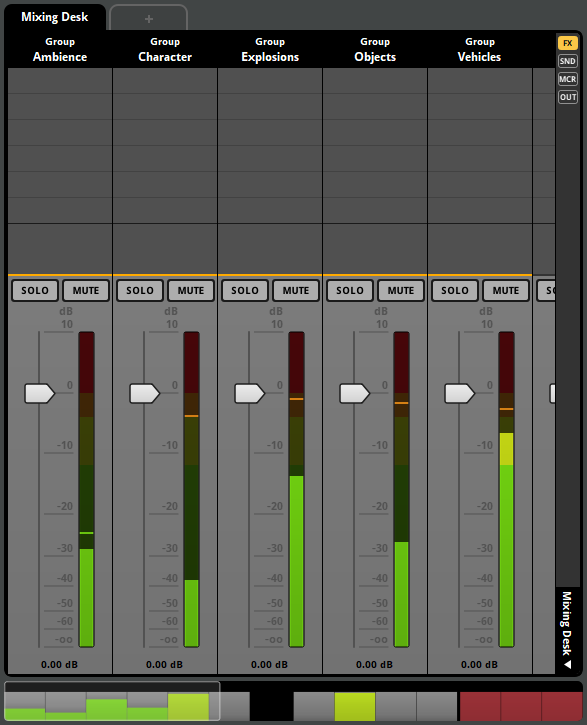 Mixing Desk
+
Group Group Group Group Group
Ambience Character Explosions Objects Vehicles
FX
SND
MCR
OUT
SOLO MUTE SOLO MUTE SOLO MUTE SOLO MUTE SOLO MUTE
dB dB dB dB dB
10 10 10 10 10
0 0 0 0 0
-10 -10 -10 -10 -10
-20 -20 -20 -20 -20
-30 -30 -30 -30 -30
-40 -40 -40 -40 -40
-50 -50 -50 -50 -50
-60 -60 -60 -60 -60
-oo -oo -oo -oo -oo
0.00 dB 0.00 dB 0.00 dB 0.00 dB 0.00 dB
Mixing Desk